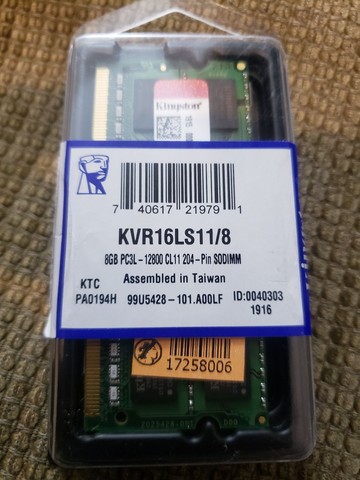 Kingston
7 40617 21979 1
KVR16LS11/8
8GB PC3L-12800 CL11 204-Pin SODIMM
Assembled in Taiwan
KTC
PA0194H
99U5428-101.A00LF
ID:0040303
1916
17258006